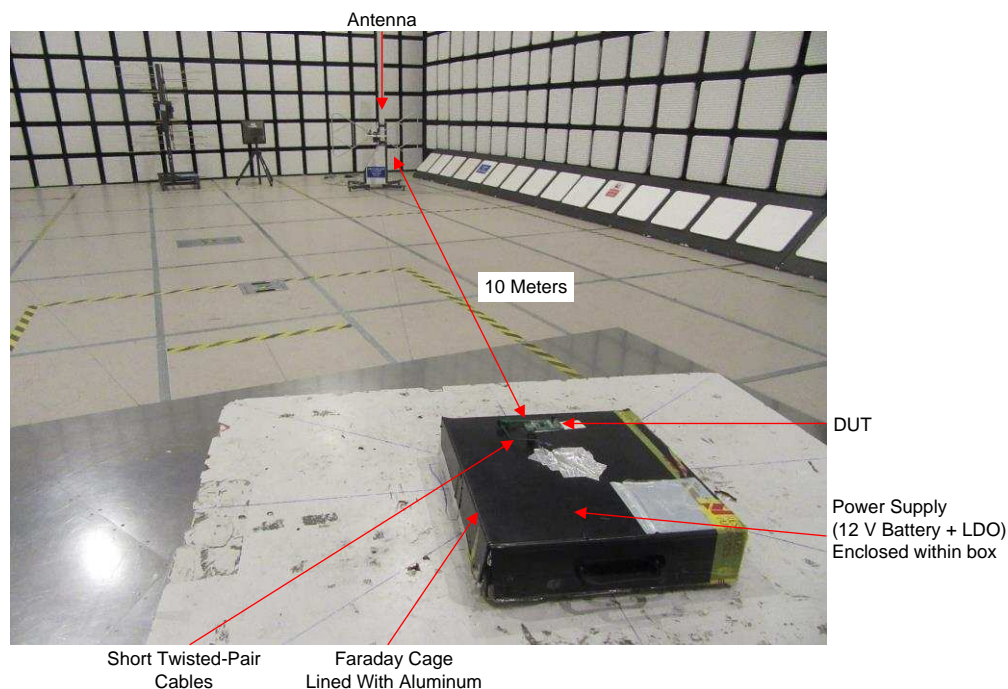 Antenna
10 Meters
DUT
Power Supply
(12 V Battery + LDO)
Enclosed within box
Short Twisted-Pair
Cables
Faraday Cage
Lined With Aluminum